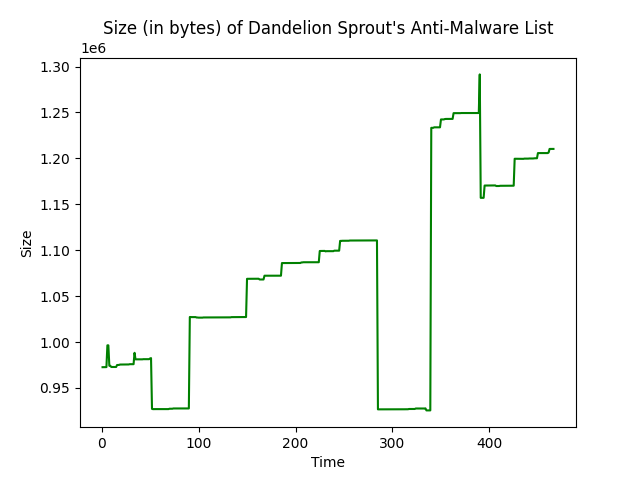 Size (in bytes) of Dandelion Sprout's Anti-Malware List
1e6
1.30
1.25
1.20
1.15
1.10
1.05
1.00
0.95
Size
0 100 200 300 400
Time